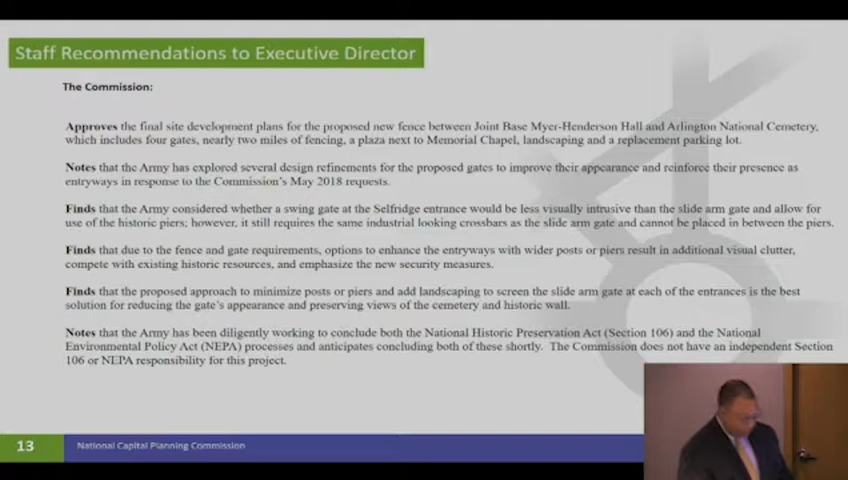 Staff Recommendations to Executive Director
The Commission:
Approves the final site development plans for the proposed new fence between Joint Base Myer-Henderson Hall and Arlington National Cemetery,
which includes four gates, nearly two miles of fencing, a plaza next to Memorial Chapel, landscaping and a replacement parking lot.
Notes that the Army has explored several design refinements for the proposed gates to improve their appearance and reinforce their presence as
entryways in response to the Commission's May 2018 requests.
Finds that the Army considered whether a swing gate at the Selfridge entrance would be less visually intrusive than the slide arm gate and allow for
use of the historic piers; however, it still requires the same industrial looking crossbars as the slide arm gate and cannot be placed in between the piers.
Finds that due to the fence and gate requirements, options to enhance the entryways with wider posts or piers result in additional visual clutter,
compete with existing historic resources, and emphasize the new security measures.
Finds that the proposed approach to minimize posts or piers and add landscaping to screen the slide arm gate at each of the entrances is the best
solution for reducing the gate's appearance and preserving views of the cemetery and historic wall.
Notes that the Army has been diligently working to conclude both the National Historic Preservation Act (Section 106) and the National
Environmental Policy Act (NEPA) processes and anticipates concluding both of these shortly. The Commission does not have an independent Section
106 or NEPA responsibility for this project.
13
National Capital Planning Commission